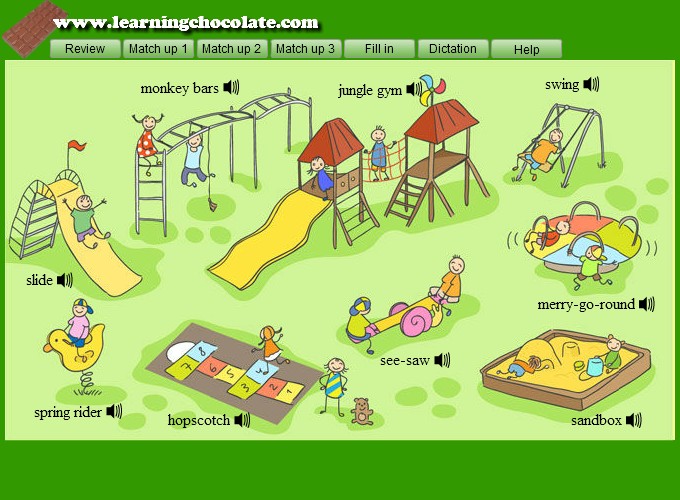 www.learningchocolate.com
Review Match up 1 Match up 2 Match up 3 Fill in Dictation Help
monkey bars
jungle gym
swing
slide
merry-go-round
see-saw
spring rider
hopscotch
sandbox
8
7
6
5
3
2
1